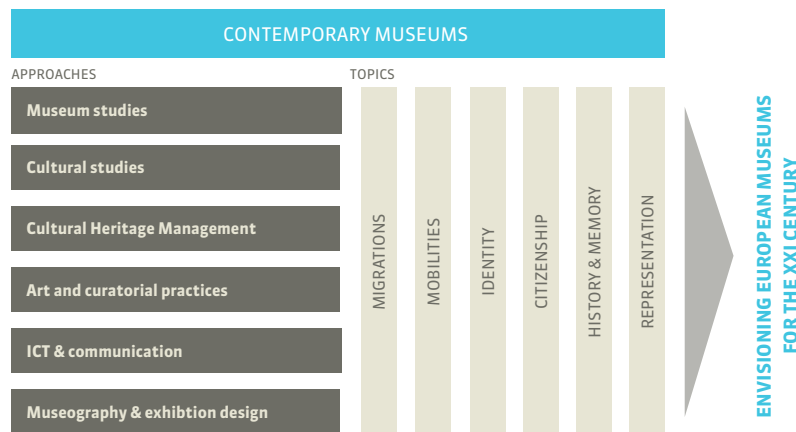 CONTEMPORARY MUSEUMS
APPROACHES
TOPICS
Museum studies
Cultural studies
Cultural Heritage Management
Art and curatorial practices
ICT & communication
Museography & exhibtion design
MIGRATIONS
MOBILITIES
IDENTITY
CITIZENSHIP
HISTORY & MEMORY
REPRESENTATION
ENVISIONING EUROPEAN MUSEUMS
FOR THE XXI CENTURY